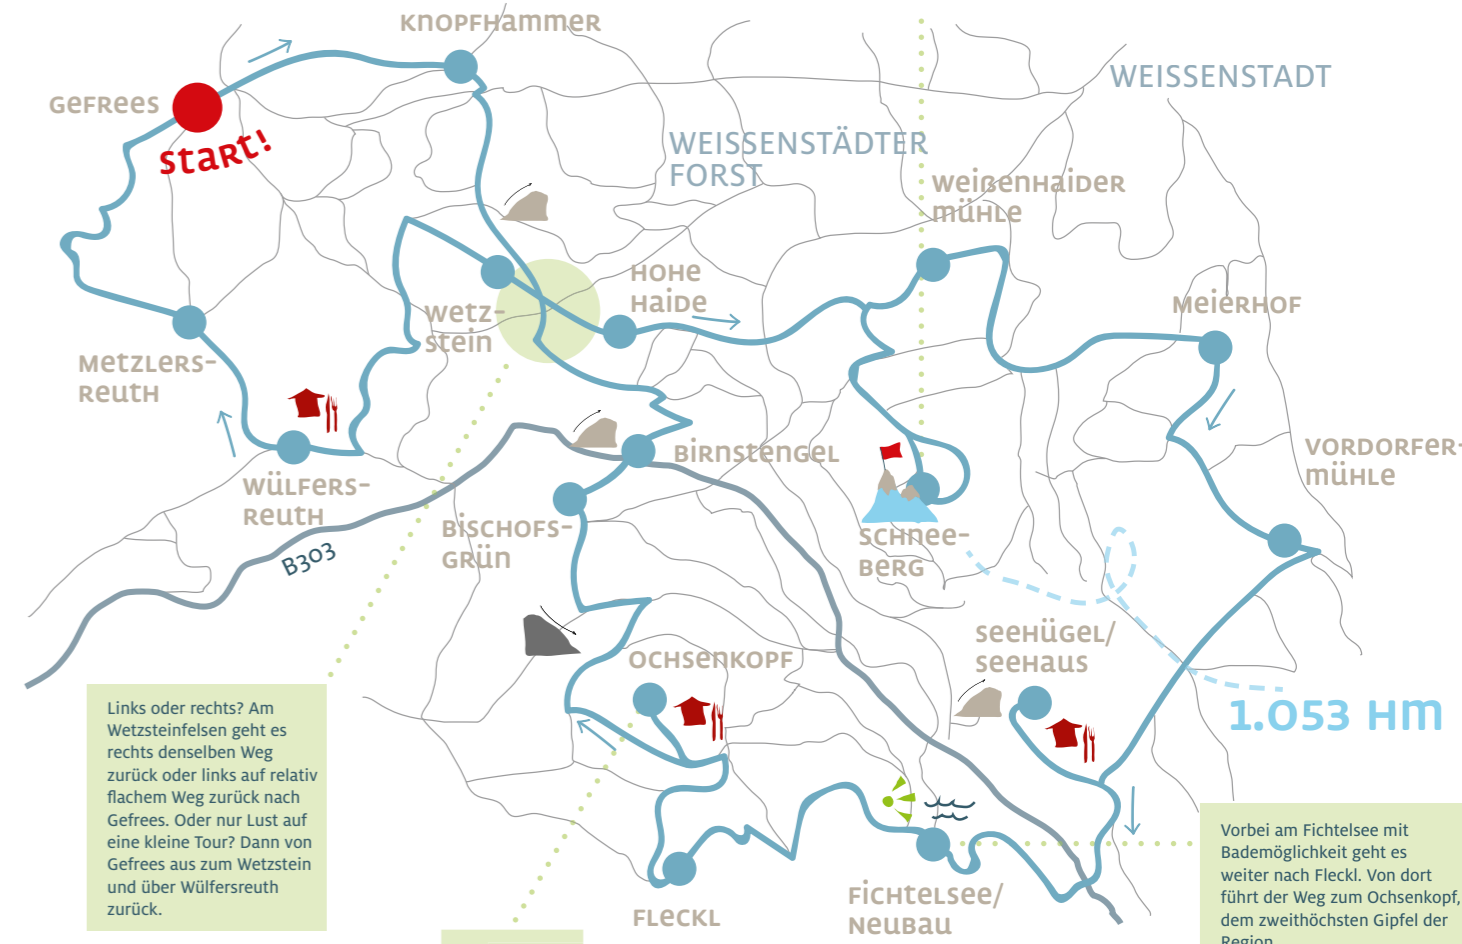 KNOPFHAMMER
GEFREES
START!
WEISSENSTADT
WEISSENSTÄDTER
FORST
WEIßENHAIDER
MÜHLE
HOHE
HAIDE
WETZ-
STEIN
MEIERHOF
METZLERS-
REUTH
WÜLFERS-
REUTH
BIRNSTENGEL
VORDORFER-
MÜHLE
B303
BISCHOFS-
GRÜN
SCHNEE-
BERG
SEEHÜGEL/
SEEHAUS
OCHSENKOPF
1.053 HM
FLECKL
FICHTELSEE/
NEUBAU
Links oder rechts? Am
Wetzsteinfelsen geht es
rechts denselben Weg
zurück oder links auf relativ
flachem Weg zurück nach
Gefrees. Oder nur Lust auf
eine kleine Tour? Dann von
Gefrees aus zum Wetzstein
und über Wülfersreuth
zurück.
Vorbei am Fichtelsee mit
Bademöglichkeit geht es
weiter nach Fleckl. Von dort
führt der Weg zum Ochsenkopf,
dem zweithöchsten Gipfel der
Region.